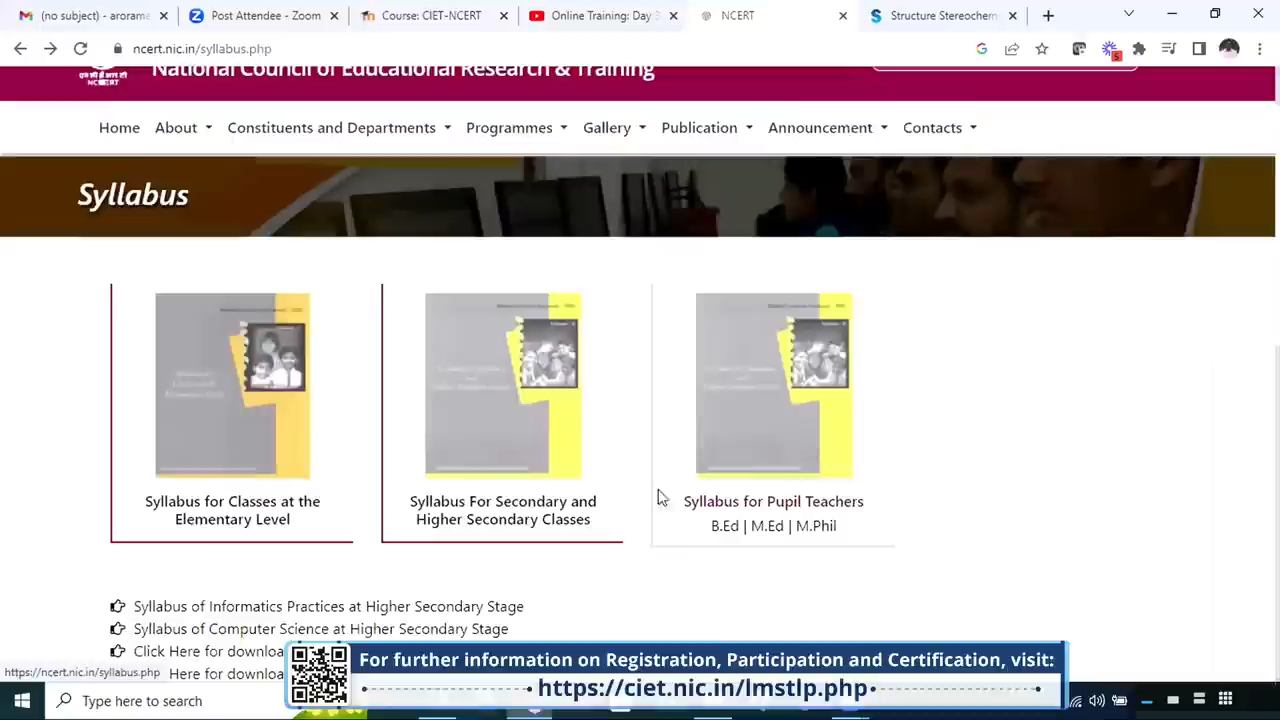 (no subject) - arorame
Post Attendee - Zoom
Course: CIET-NCERT
Online Training: Day
NCERT
Structure Stereochem
ncert.nic.in/syllabus.php
National Council of Educational Research & Training
Home About Constituents and Departments Programmes Gallery Publication Announcement Contacts
Syllabus
Syllabus for Classes at the
Elementary Level
Syllabus For Secondary and
Higher Secondary Classes
Syllabus for Pupil Teachers
B.Ed | M.Ed | M.Phil
Syllabus of Informatics Practices at Higher Secondary Stage
Syllabus of Computer Science at Higher Secondary Stage
Click Here for downloa
Here for downloa
https://ncert.nic.in/syllabus.php
For further information on Registration, Participation and Certification, visit:
https://ciet.nic.in/lmstlp.php
Type here to search